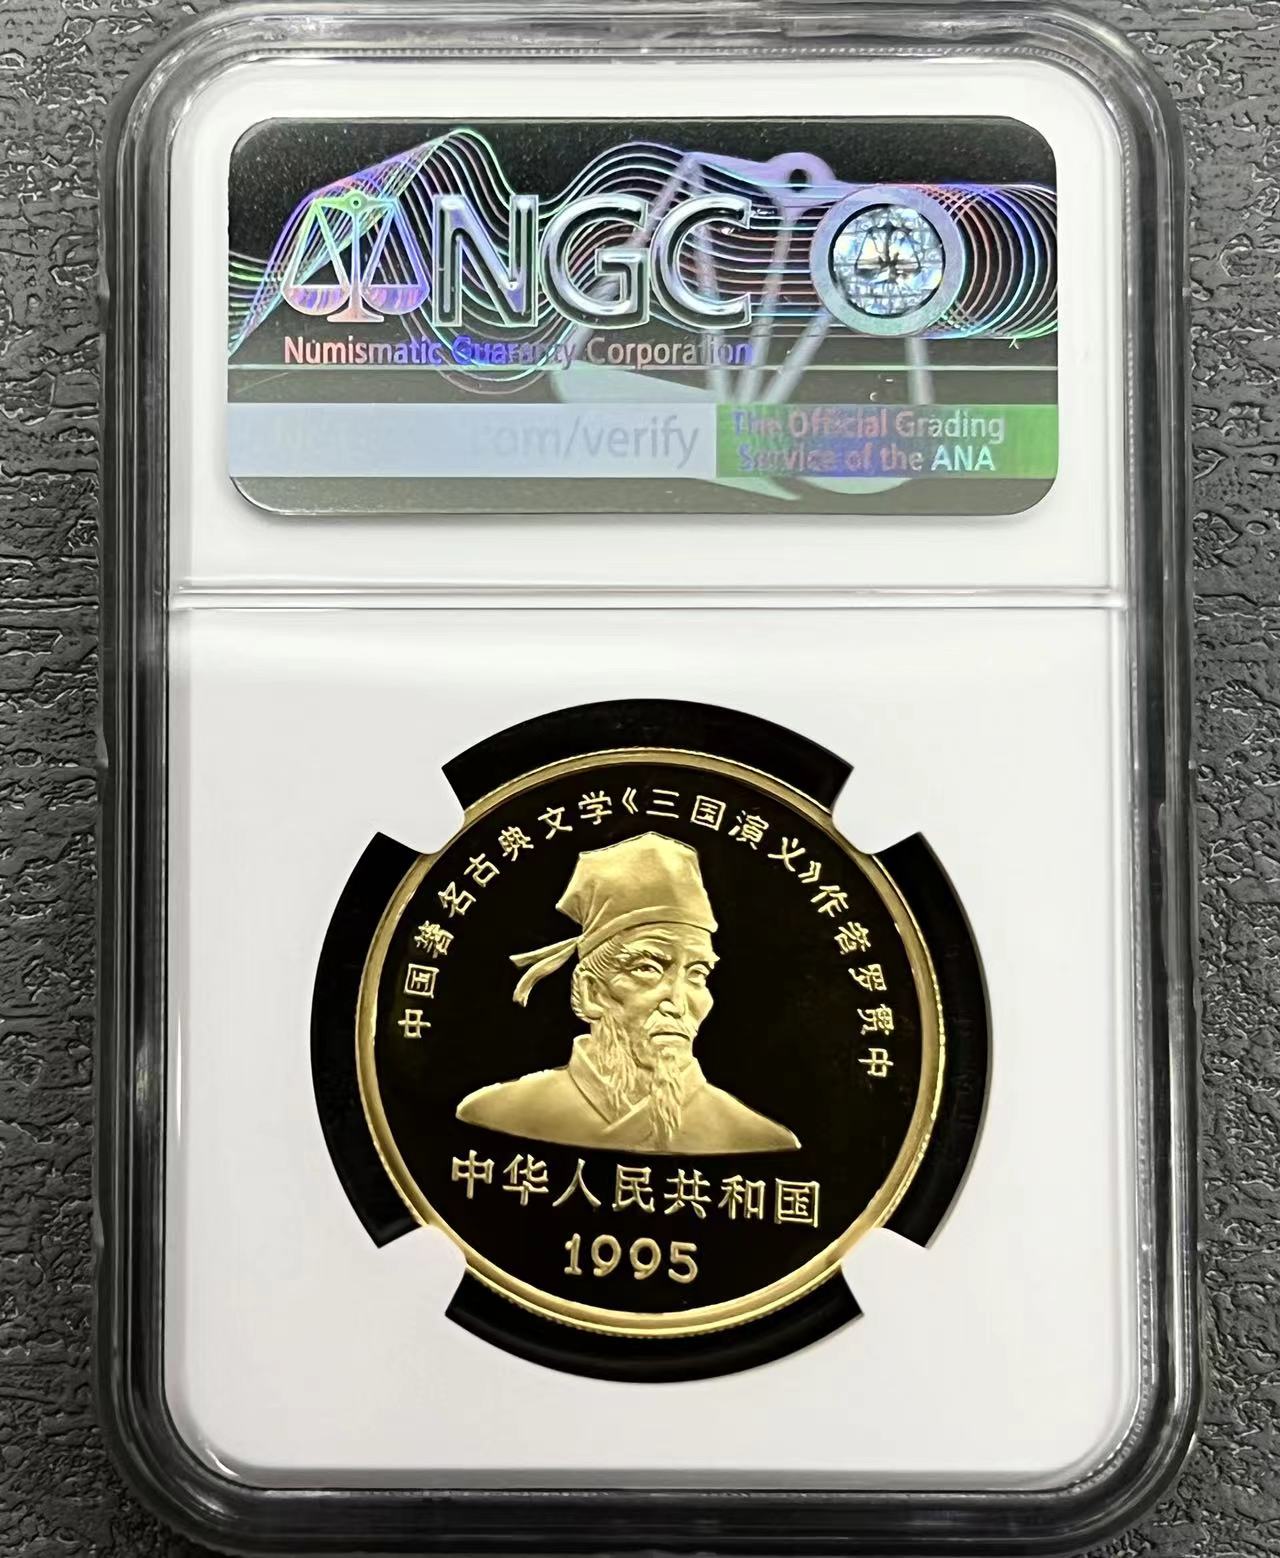 NGC
Numismatic Guaranty Corporation
com/verify
The Official Grading
Service of the ANA
中国著名古典文学《三国演义》作者罗贯中
中华人民共和国
1995